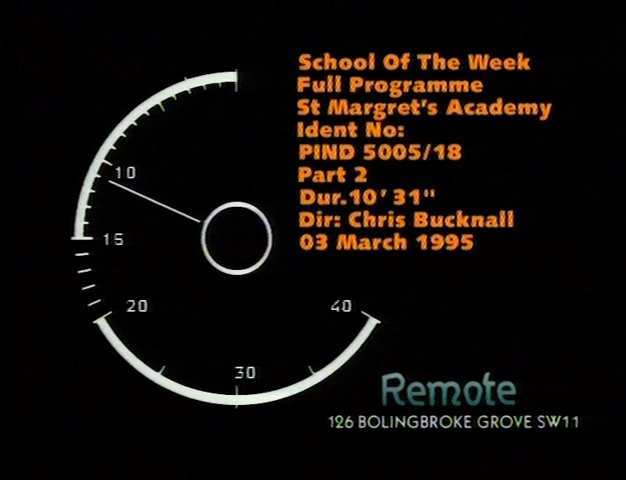 School Of The Week
Full Programme
St Margret's Academy
Ident No:
PIND 5005/18
Part 2
Dur.10' 31"
Dir: Chris Bucknall
03 March 1995
10
15
20
40
30
Remote
126 BOLINGBROKE GROVE SW11